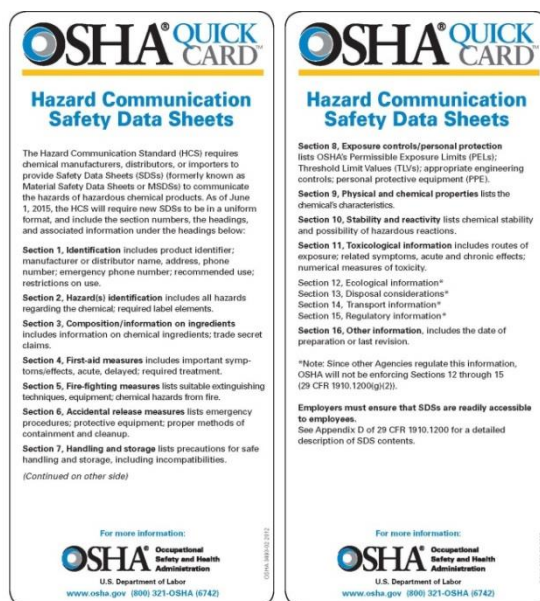 OSHA® QUICK
CARD™
Hazard Communication
Safety Data Sheets
The Hazard Communication Standard (HCS) requires
chemical manufacturers, distributors, or importers to
provide Safety Data Sheets (SDSs) (formerly known as
Material Safety Data Sheets or MSDSs) to communicate
the hazards of hazardous chemical products. As of June
1, 2015, the HCS will require new SDSs to be in a uniform
format, and include the section numbers, the headings,
and associated information under the headings below:
Section 1, Identification includes product identifier;
manufacturer or distributor name, address, phone
number; emergency phone number; recommended use;
restrictions on use.
Section 2, Hazard(s) identification includes all hazards
regarding the chemical; required label elements.
Section 3, Composition/information on ingredients
includes information on chemical ingredients; trade secret
claims.
Section 4, First-aid measures includes important symp-
toms/effects, acute, delayed; required treatment.
Section 5, Fire-fighting measures lists suitable extinguishing
techniques, equipment; chemical hazards from fire.
Section 6, Accidental release measures lists emergency
procedures; protective equipment; proper methods of
containment and cleanup.
Section 7, Handling and storage lists precautions for safe
handling and storage, including incompatibilities.
(Continued on other side)
For more information:
OSHA® Occupational
Safety and Health
Administration
U.S. Department of Labor
www.osha.gov (800) 321-OSHA (6742)
OSHA® QUICK
CARD™
Hazard Communication
Safety Data Sheets
Section 8, Exposure controls/personal protection
lists OSHA's Permissible Exposure Limits (PELs);
Threshold Limit Values (TLVs); appropriate engineering
controls; personal protective equipment (PPE).
Section 9, Physical and chemical properties lists the
chemical's characteristics.
Section 10, Stability and reactivity lists chemical stability
and possibility of hazardous reactions.
Section 11, Toxicological information includes routes of
exposure; related symptoms, acute and chronic effects;
numerical measures of toxicity.
Section 12, Ecological information*
Section 13, Disposal considerations*
Section 14, Transport information*
Section 15, Regulatory information*
Section 16, Other information, includes the date of
preparation or last revision.
*Note: Since other Agencies regulate this information,
OSHA will not be enforcing Sections 12 through 15
(29 CFR 1910.1200(g)(2)).
Employers must ensure that SDSs are readily accessible
to employees.
See Appendix D of 29 CFR 1910.1200 for a detailed
description of SDS contents.
For more information:
OSHA® Occupational
Safety and Health
Administration
U.S. Department of Labor
www.osha.gov (800) 321-OSHA (6742)